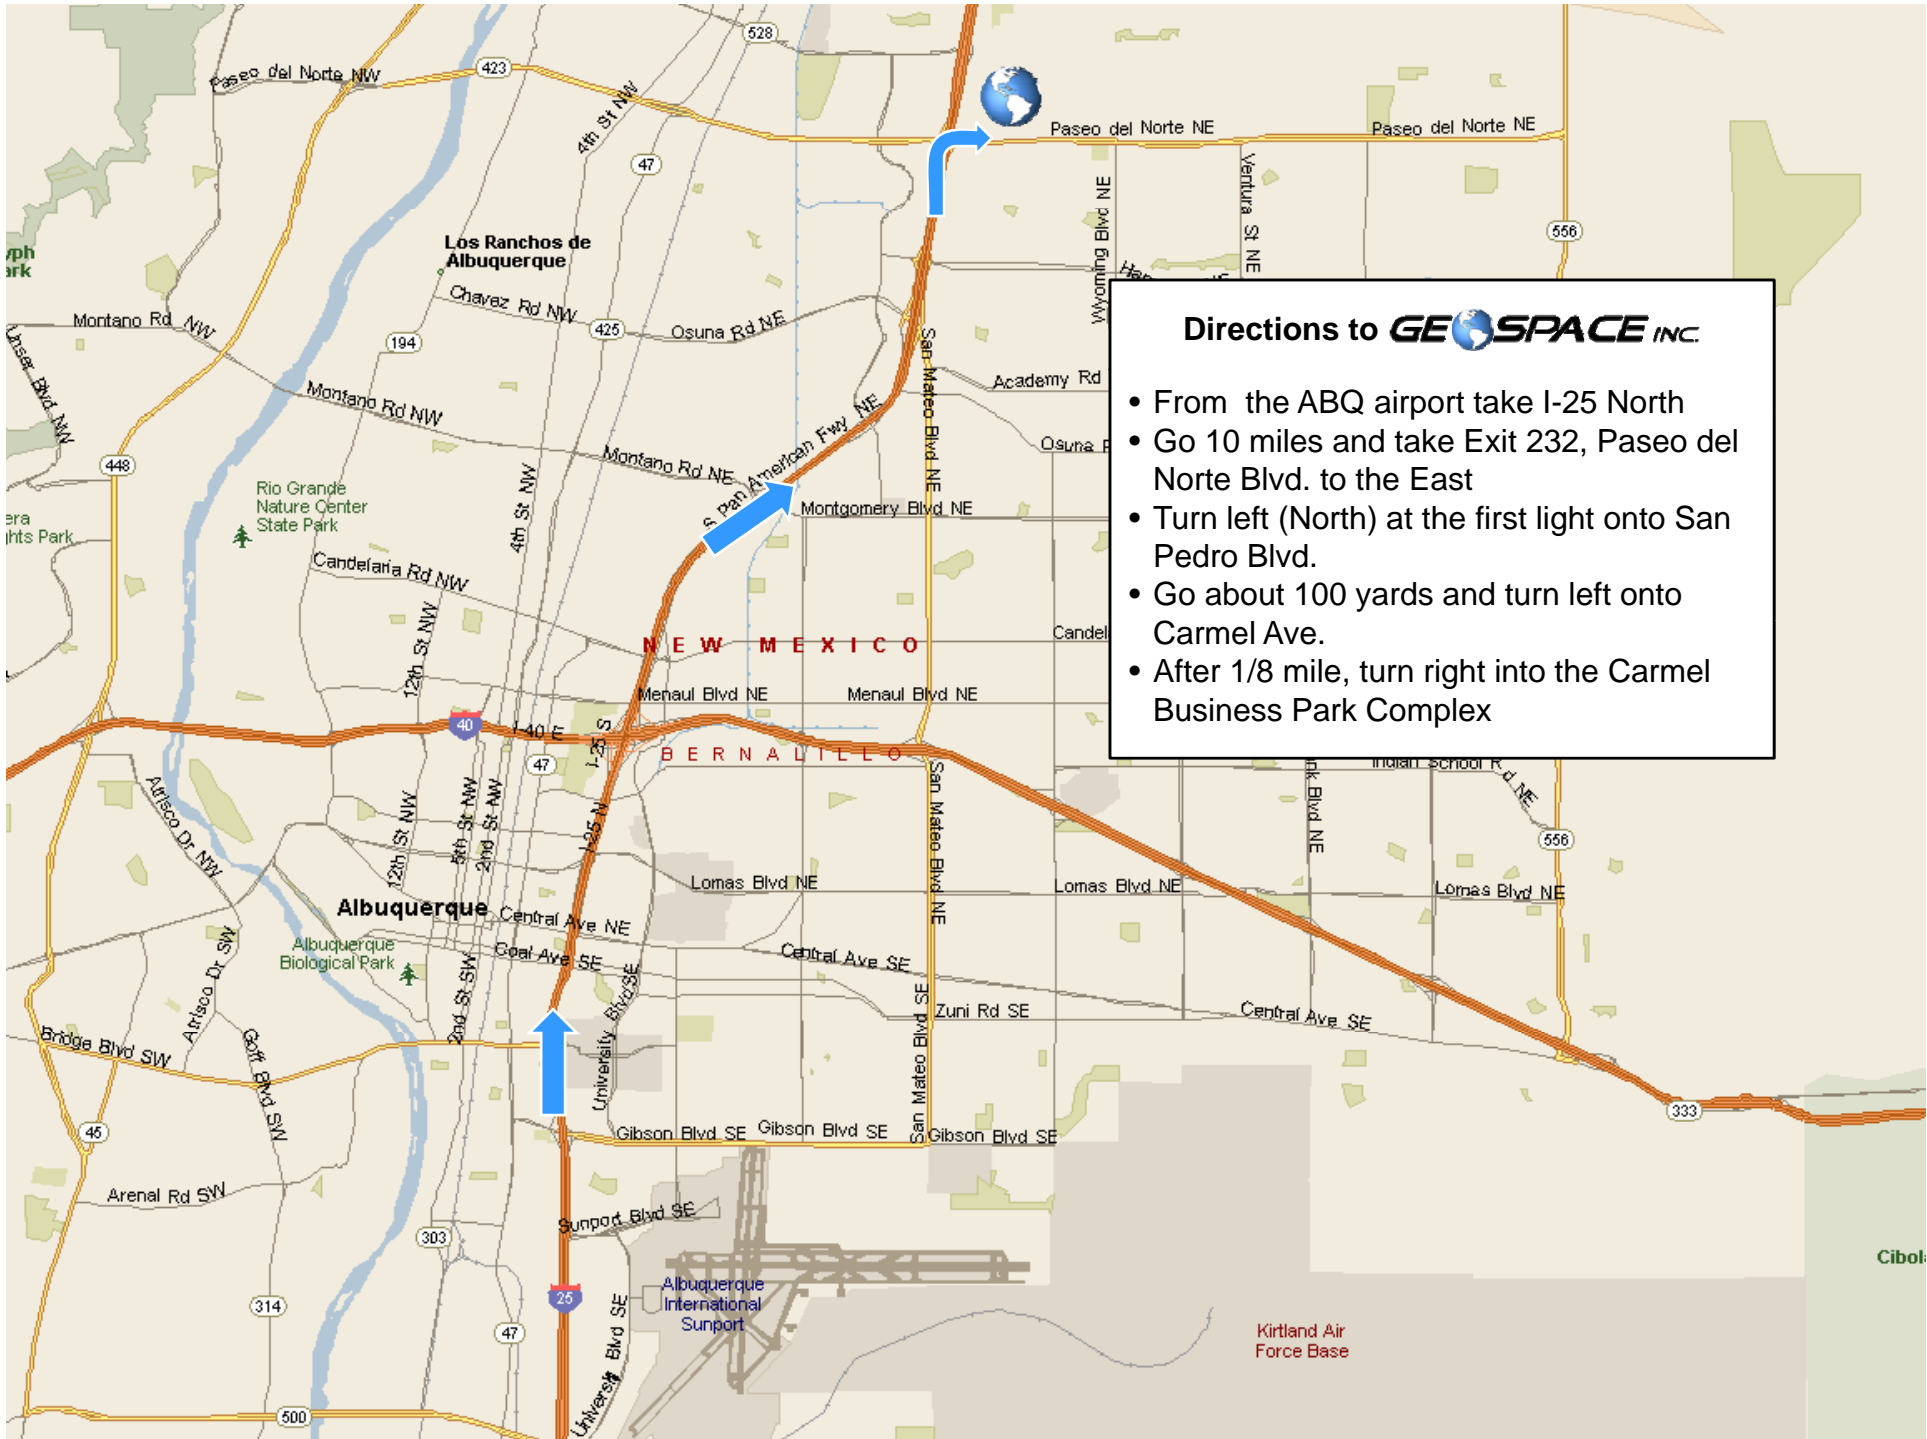 528
423
Paseo del Norte NW
4th St NW
47
Paseo del Norte NE
Paseo del Norte NE
Ventura St NE
Wyoming Blvd NE
556
Los Ranchos de
Albuquerque
Chavez Rd NW
425
Osuna Rd NE
Montano Rd NW
194
Unser Blvd NW
Montano Rd NW
San Mateo Blvd NE
Academy Rd
Directions to GEOSPACE INC.
• From the ABQ airport take I-25 North
• Go 10 miles and take Exit 232, Paseo del
Norte Blvd. to the East
• Turn left (North) at the first light onto San
Pedro Blvd.
• Go about 100 yards and turn left onto
Carmel Ave.
• After 1/8 mile, turn right into the Carmel
Business Park Complex
448
Montano Rd NE
S Pan American Fwy NE
Osuna
Rio Grande
Nature Center
State Park
4th St NW
Montgomery Blvd NE
Candelaria Rd NW
12th St NW
NEW MEXICO
Menaul Blvd NE
Menaul Blvd NE
40
I-40 E
I-25 S
BERNALILLO
47
Indian School Rd NE
Atrisco Dr NW
12th St NW
5th St NW
2nd St NW
I-25 N
San Mateo Blvd NE
556
Lomas Blvd NE
Lomas Blvd NE
Lomas Blvd NE
Albuquerque
Central Ave NE
Coal Ave SE
Central Ave SE
Albuquerque
Biological Park
Atrisco Dr SW
2nd St SW
University Blvd SE
San Mateo Blvd SE
Zuni Rd SE
Central Ave SE
Bridge Blvd SW
Goff Blvd SW
333
45
Gibson Blvd SE
Gibson Blvd SE
Gibson Blvd SE
Arenal Rd SW
Sunport Blvd SE
303
25
Albuquerque
International
Sunport
314
47
University Blvd SE
Kirtland Air
Force Base
500